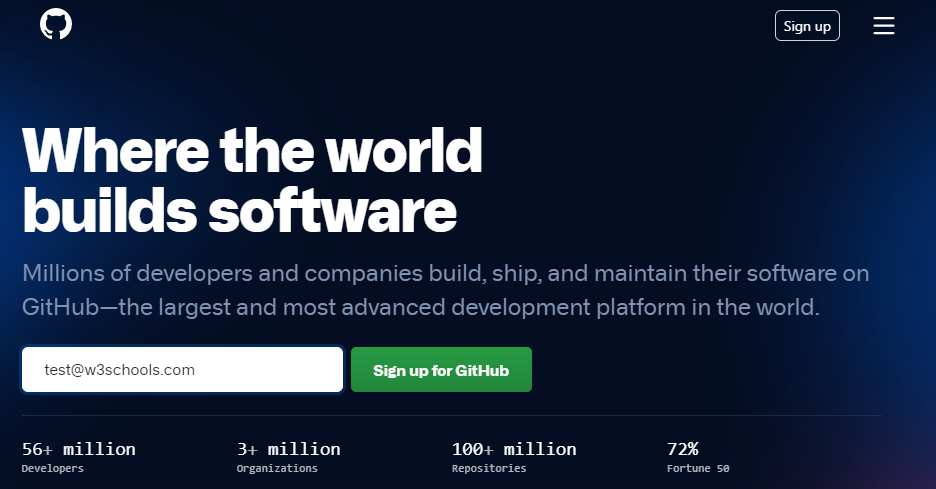 Sign up
Where the world
builds software
Millions of developers and companies build, ship, and maintain their software on
GitHub—the largest and most advanced development platform in the world.
test@w3schools.com
Sign up for GitHub
56+ million
Developers
3+ million
Organizations
100+ million
Repositories
72%
Fortune 50